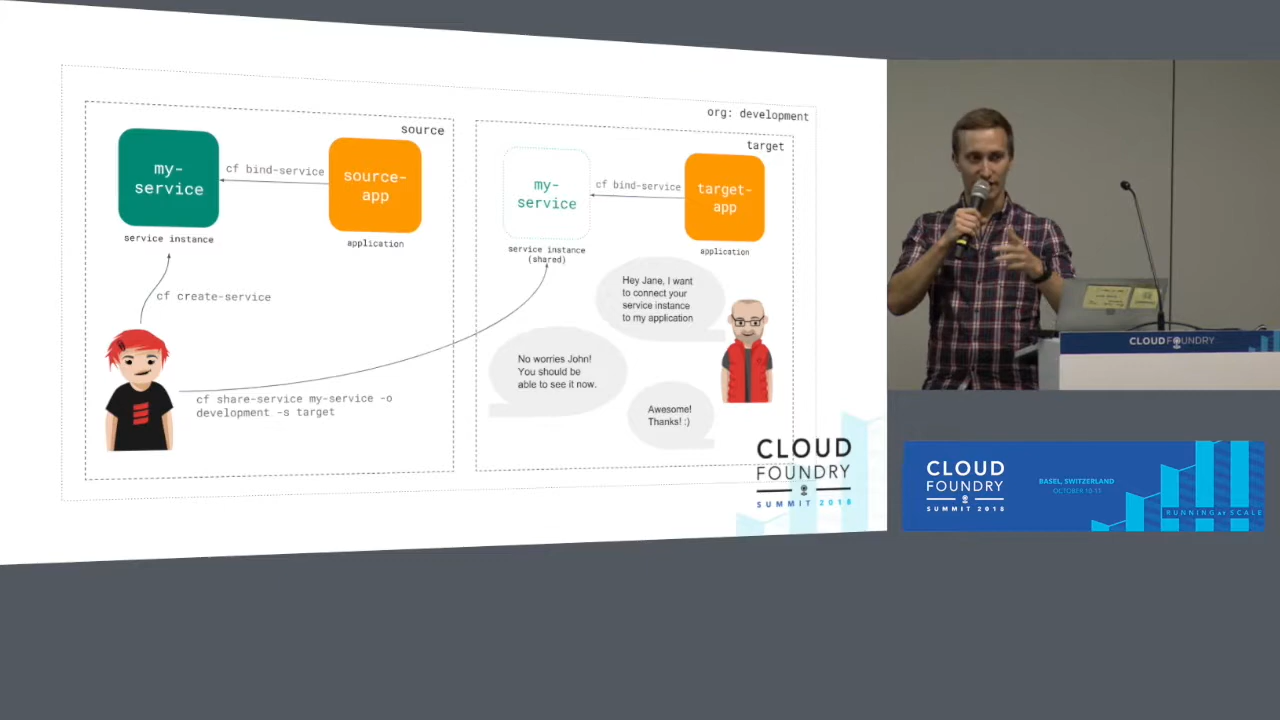 org: development
source
target
my-
service
cf bind-service
source-
app
service instance
application
my-
service
cf bind-service
target-
app
service instance
(shared)
application
cf create-service
Hey Jane, I want
to connect your
service instance
to my application
No worries John!
You should be
able to see it now.
Awesome!
Thanks! :)
cf share-service my-service -o
development -s target
CLOUD
FOUNDRY
SUMMIT 2018
CLOUD FOUNDRY
CLOUD
FOUNDRY
SUMMIT 2018
BASEL, SWITZERLAND
OCTOBER 10-11
RUNNING AT SCALE